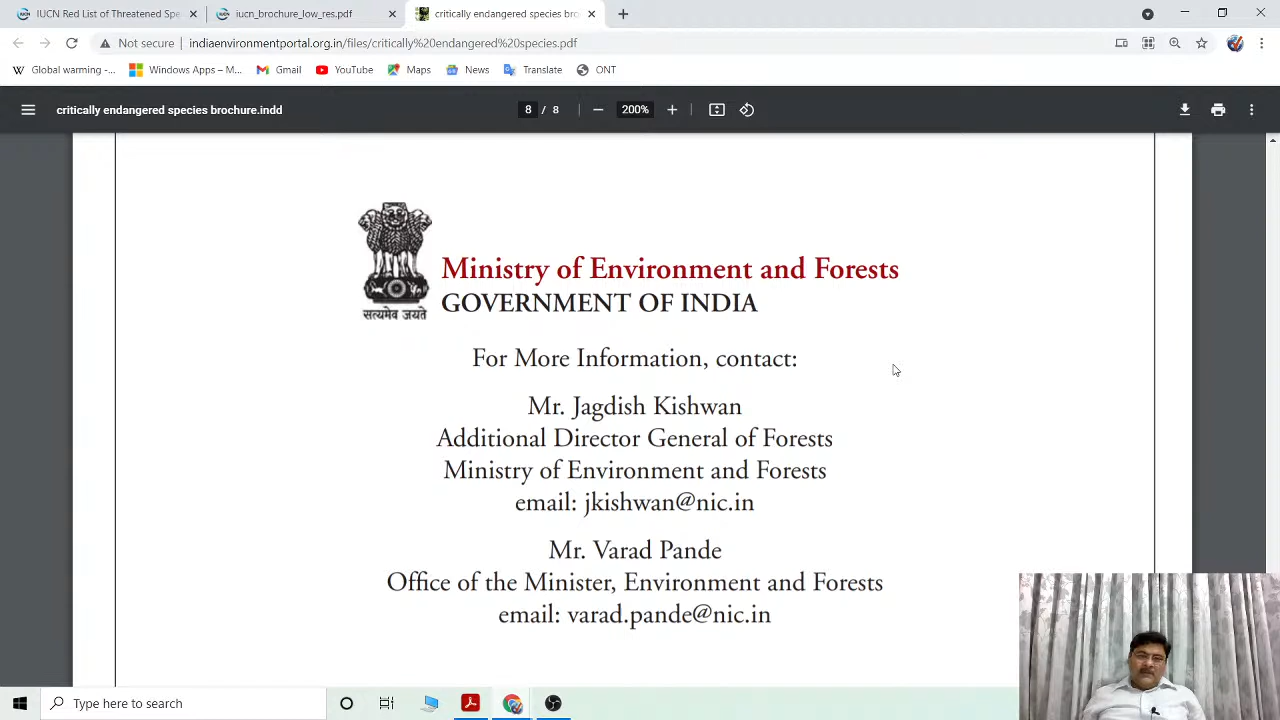 IUCN Red List of Threatened Spe
iucn_brochure_low_res.pdf
critically endangered species bro
Not secure
indiaenvironmentportal.org.in/files/critically%20endangered%20species.pdf
Global warming -...
Windows Apps – M...
Gmail
YouTube
Maps
News
Translate
ONT
critically endangered species brochure.indd
8 / 8
200%
Ministry of Environment and Forests
GOVERNMENT OF INDIA
सत्यमेव जयते
For More Information, contact:
Mr. Jagdish Kishwan
Additional Director General of Forests
Ministry of Environment and Forests
email: jkishwan@nic.in
Mr. Varad Pande
Office of the Minister, Environment and Forests
email: varad.pande@nic.in
Type here to search